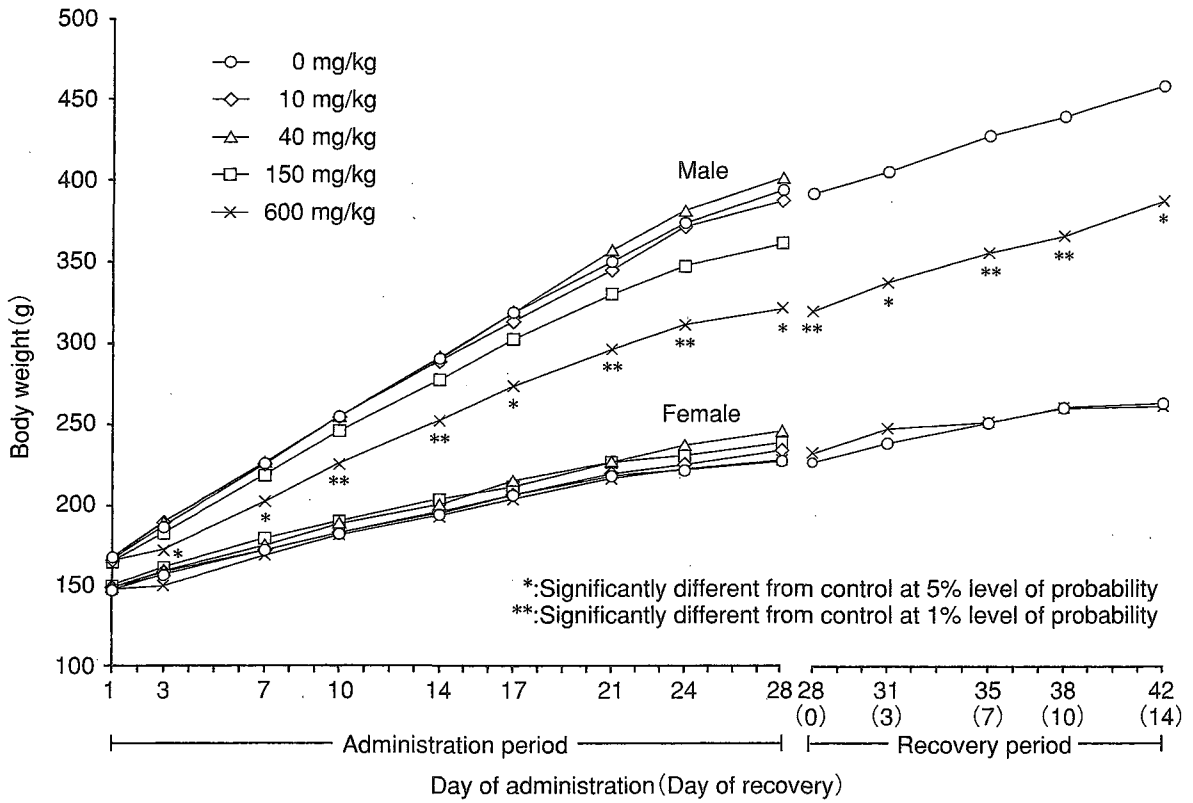 500
450
400
350
300
250
200
150
100
Body weight(g)
0 mg/kg
10 mg/kg
40 mg/kg
150 mg/kg
600 mg/kg
Male
Female
*
*
**
**
*
**
**
*
**
*
**
**
*
*:Significantly different from control at 5% level of probability
**:Significantly different from control at 1% level of probability
1 3 7 10 14 17 21 24 28 28 31 35 38 42
(0) (3) (7) (10) (14)
Administration period Recovery period
Day of administration(Day of recovery)